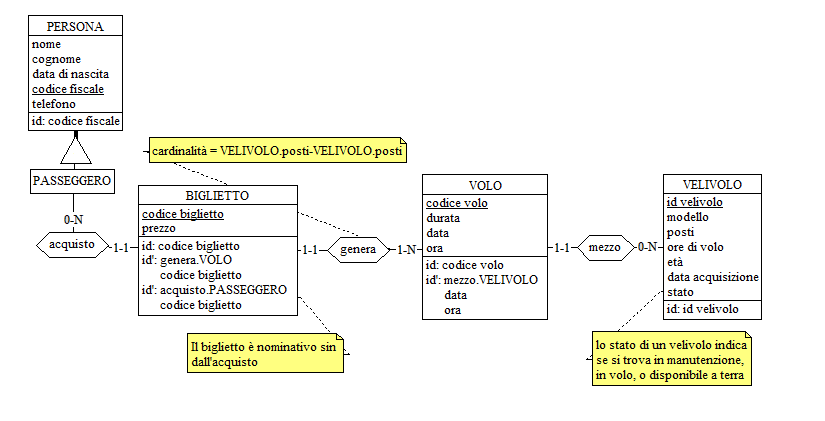 PERSONA
nome
cognome
data di nascita
codice fiscale
telefono
id: codice fiscale
PASSEGGERO
0-N
acquisto
1-1
cardinalità = VELIVOLO.posti-VELIVOLO.posti
BIGLIETTO
codice biglietto
prezzo
id: codice biglietto
id': genera.VOLO
codice biglietto
id': acquisto.PASSEGGERO
codice biglietto
1-1
genera
1-N
Il biglietto è nominativo sin
dall'acquisto
VOLO
codice volo
durata
data
ora
id: codice volo
id': mezzo.VELIVOLO
data
ora
1-1
mezzo
0-N
VELIVOLO
id velivolo
modello
posti
ore di volo
età
data acquisizione
stato
id: id velivolo
lo stato di un velivolo indica
se si trova in manutenzione,
in volo, o disponibile a terra